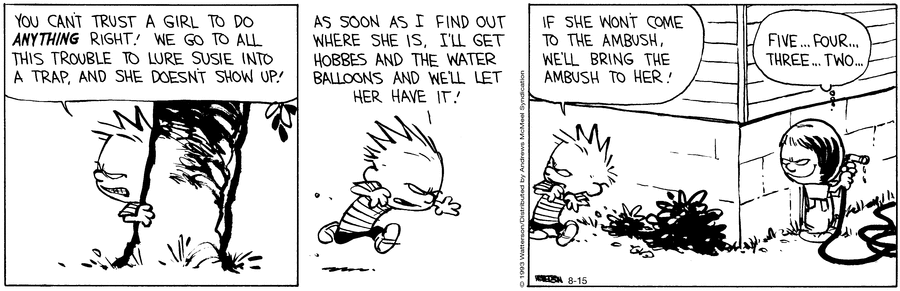 YOU CAN'T TRUST A GIRL TO DO
ANYTHING RIGHT! WE GO TO ALL
THIS TROUBLE TO LURE SUSIE INTO
A TRAP, AND SHE DOESN'T SHOW UP!
AS SOON AS I FIND OUT
WHERE SHE IS, I'LL GET
HOBBES AND THE WATER
BALLOONS AND WE'LL LET
HER HAVE IT!
© 1993 Watterson/Distributed by Andrews McMeel Syndication
IF SHE WON'T COME
TO THE AMBUSH,
WE'LL BRING THE
AMBUSH TO HER!
FIVE... FOUR...
THREE... TWO...
WATTERSON 8-15